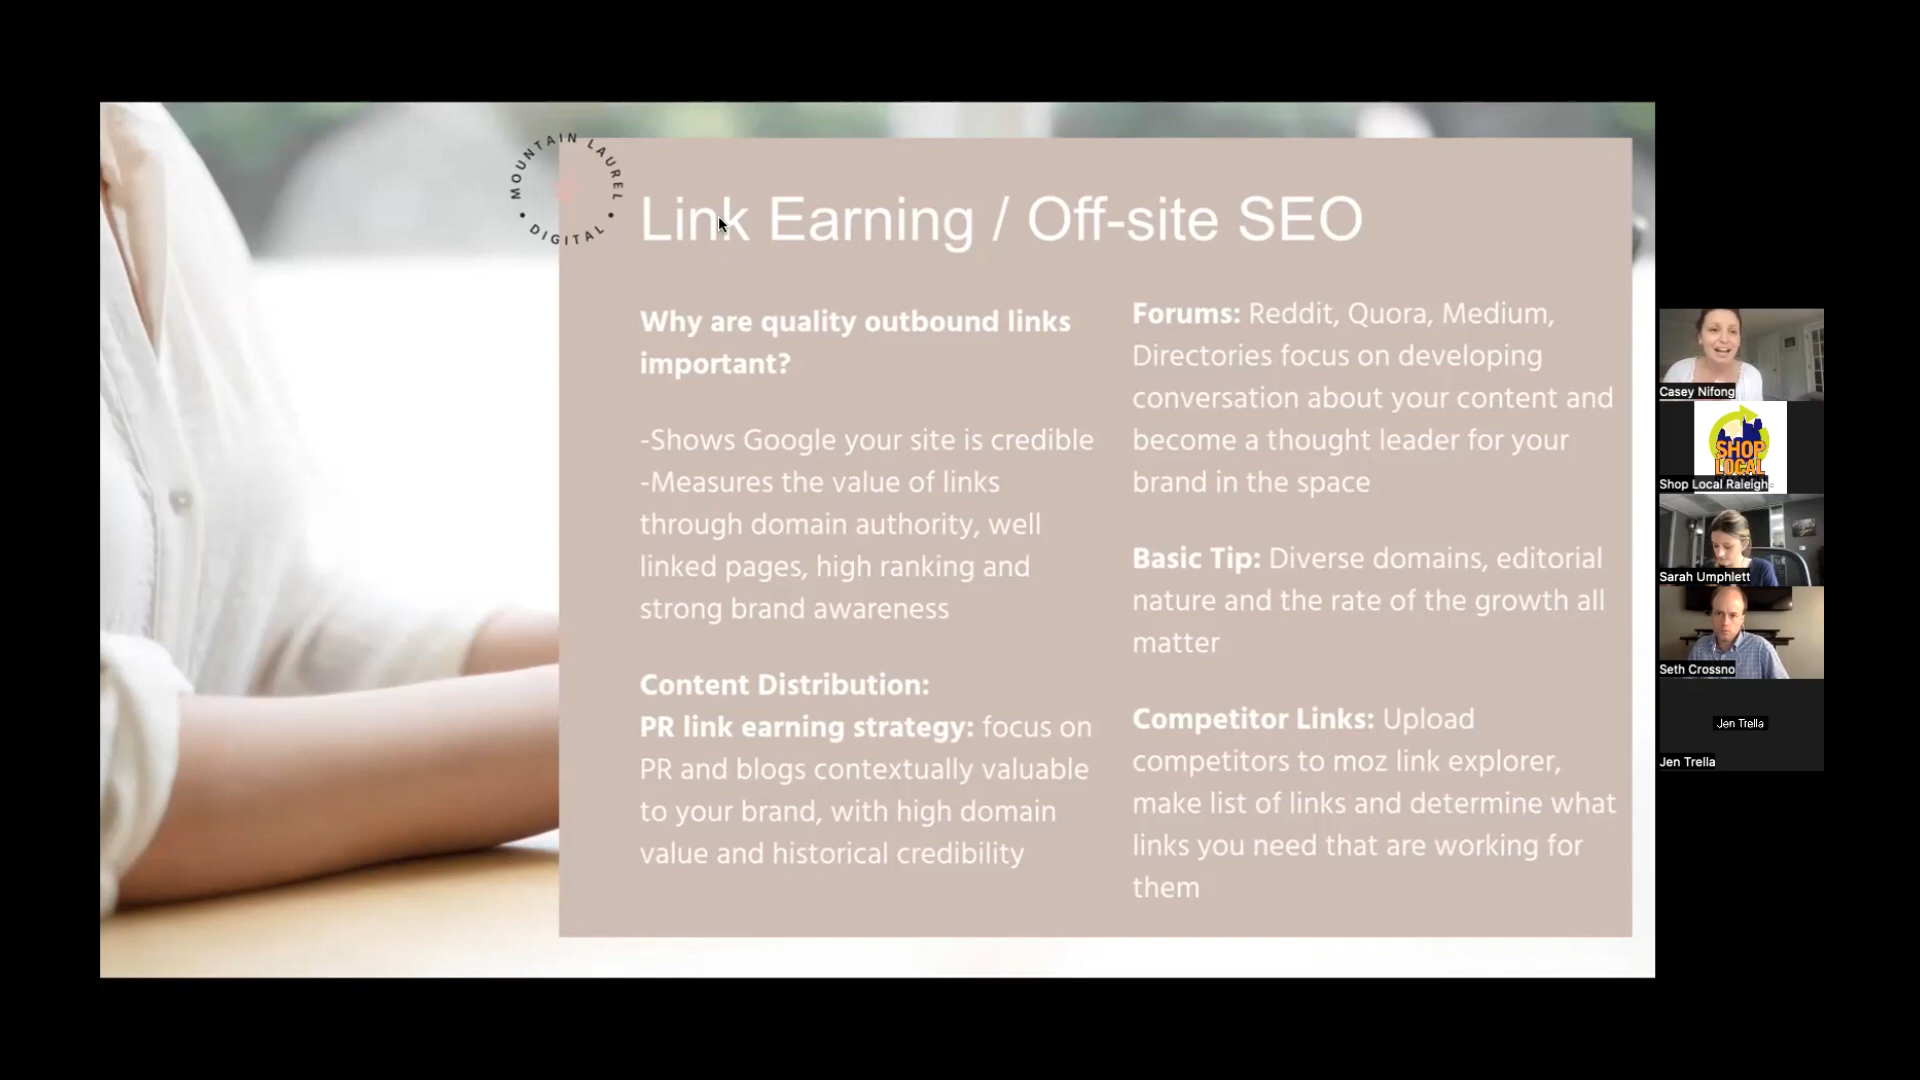 MOUNTAIN LAUREL
• DIGITAL •
Link Earning / Off-site SEO
Why are quality outbound links
important?
-Shows Google your site is credible
-Measures the value of links
through domain authority, well
linked pages, high ranking and
strong brand awareness
Content Distribution:
PR link earning strategy: focus on
PR and blogs contextually valuable
to your brand, with high domain
value and historical credibility
Forums: Reddit, Quora, Medium,
Directories focus on developing
conversation about your content and
become a thought leader for your
brand in the space
Basic Tip: Diverse domains, editorial
nature and the rate of the growth all
matter
Competitor Links: Upload
competitors to moz link explorer,
make list of links and determine what
links you need that are working for
them
Casey Nifong
SHOP
LOCAL
Shop Local Raleigh
Sarah Umphlett
Seth Crossno
Jen Trella
Jen Trella